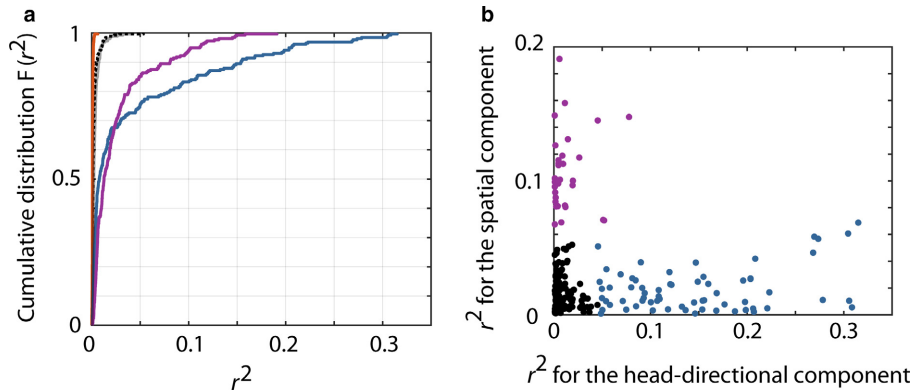 a
Cumulative distribution F (r²)
1
0.5
0
0
0.1
0.2
0.3
r²
b
r² for the spatial component
0.2
0.1
0
0
0.1
0.2
0.3
r² for the head-directional component